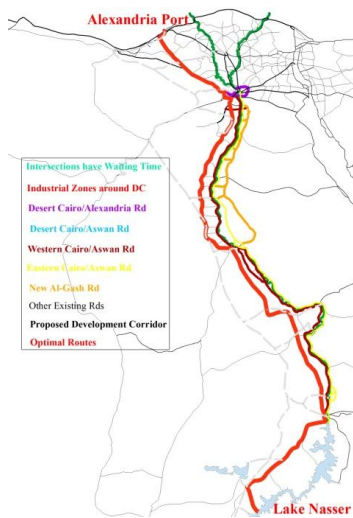 Alexandria Port
Intersections have Waiting Time
Industrial Zones around DC
Desert Cairo/Alexandria Rd
Desert Cairo/Aswan Rd
Western Cairo/Aswan Rd
Eastern Cairo/Aswan Rd
New Al-Gash Rd
Other Existing Rds
Proposed Development Corridor
Optimal Routes
Lake Nasser